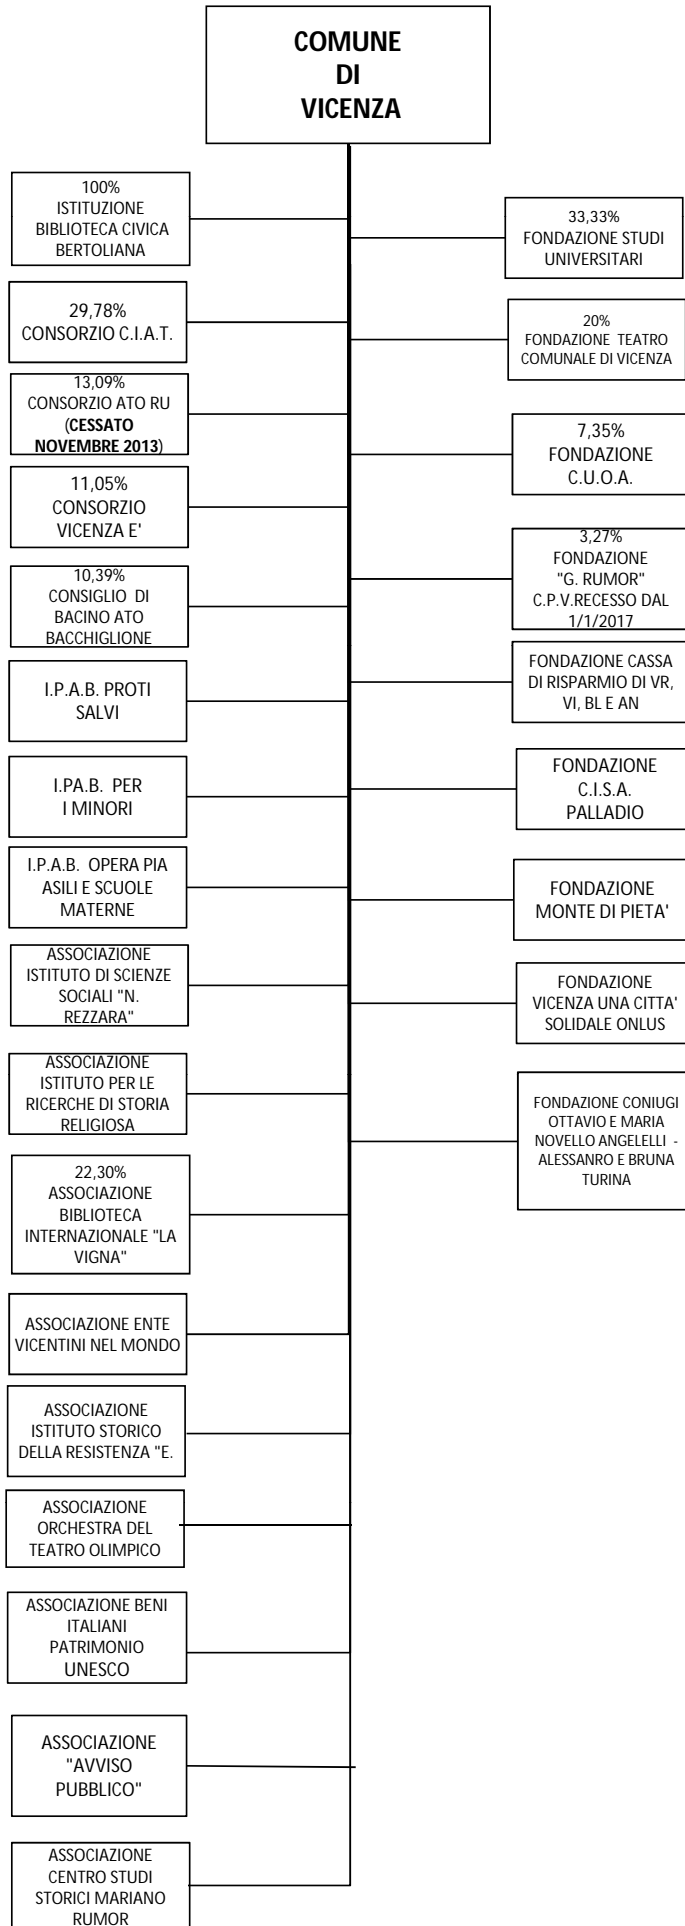 COMUNE
DI
VICENZA
100%
ISTITUZIONE
BIBLIOTECA CIVICA
BERTOLIANA
29,78%
CONSORZIO C.I.A.T.
13,09%
CONSORZIO ATO RU
(CESSATO
NOVEMBRE 2013)
11,05%
CONSORZIO
VICENZA E'
10,39%
CONSIGLIO DI
BACINO ATO
BACCHIGLIONE
I.P.A.B. PROTI
SALVI
I.PA.B. PER
I MINORI
I.P.A.B. OPERA PIA
ASILI E SCUOLE
MATERNE
ASSOCIAZIONE
ISTITUTO DI SCIENZE
SOCIALI "N.
REZZARA"
ASSOCIAZIONE
ISTITUTO PER LE
RICERCHE DI STORIA
RELIGIOSA
22,30%
ASSOCIAZIONE
BIBLIOTECA
INTERNAZIONALE "LA
VIGNA"
ASSOCIAZIONE ENTE
VICENTINI NEL MONDO
ASSOCIAZIONE
ISTITUTO STORICO
DELLA RESISTENZA "E.
ASSOCIAZIONE
ORCHESTRA DEL
TEATRO OLIMPICO
ASSOCIAZIONE BENI
ITALIANI
PATRIMONIO
UNESCO
ASSOCIAZIONE
"AVVISO
PUBBLICO"
ASSOCIAZIONE
CENTRO STUDI
STORICI MARIANO
RUMOR
33,33%
FONDAZIONE STUDI
UNIVERSITARI
20%
FONDAZIONE TEATRO
COMUNALE DI VICENZA
7,35%
FONDAZIONE
C.U.O.A.
3,27%
FONDAZIONE
"G. RUMOR"
C.P.V.RECESSO DAL
1/1/2017
FONDAZIONE CASSA
DI RISPARMIO DI VR,
VI, BL E AN
FONDAZIONE
C.I.S.A.
PALLADIO
FONDAZIONE
MONTE DI PIETA'
FONDAZIONE
VICENZA UNA CITTA'
SOLIDALE ONLUS
FONDAZIONE CONIUGI
OTTAVIO E MARIA
NOVELLO ANGELELLI -
ALESSANRO E BRUNA
TURINA